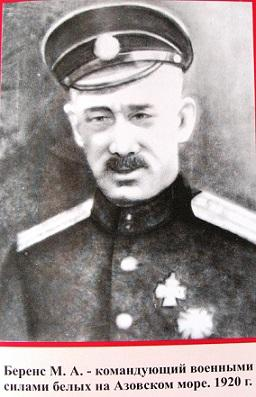 Беренс М. А. - командующий военными
силами белых на Азовском море. 1920 г.